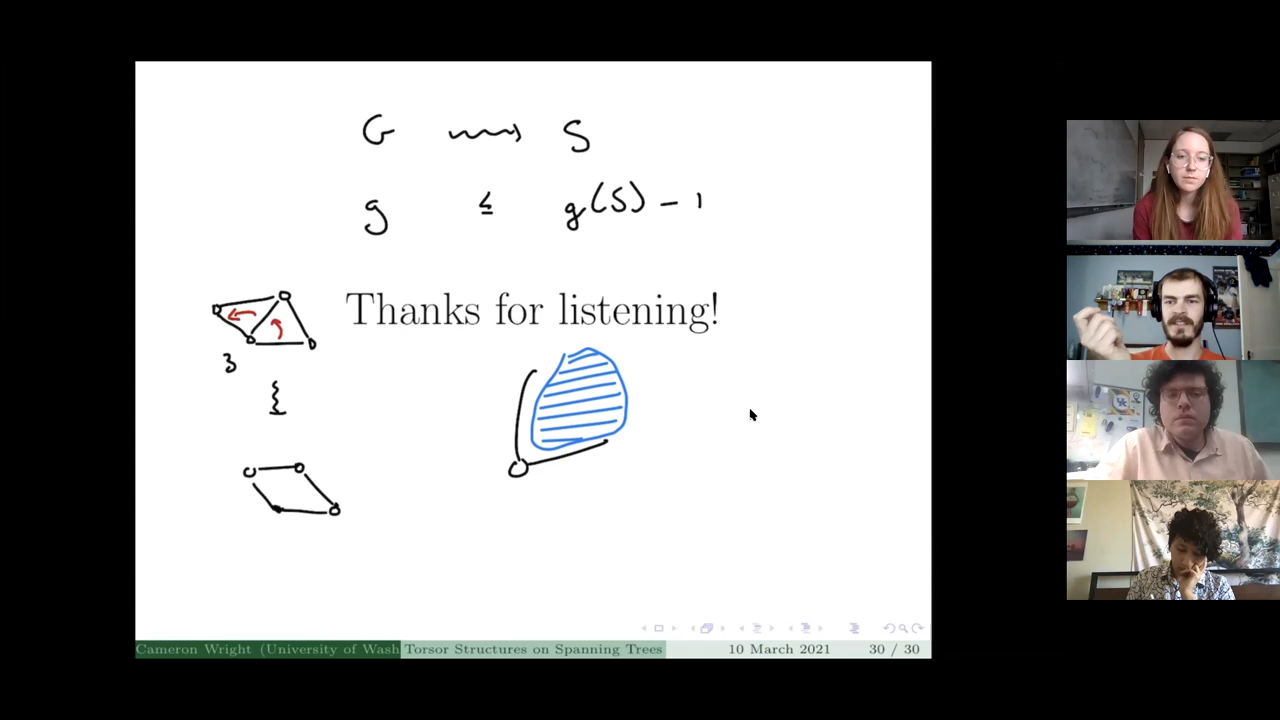 G ⟿ S
g ≤ g(S) - 1
Thanks for listening!
3
Cameron Wright (University of Wash
Torsor Structures on Spanning Trees
10 March 2021
30 / 30